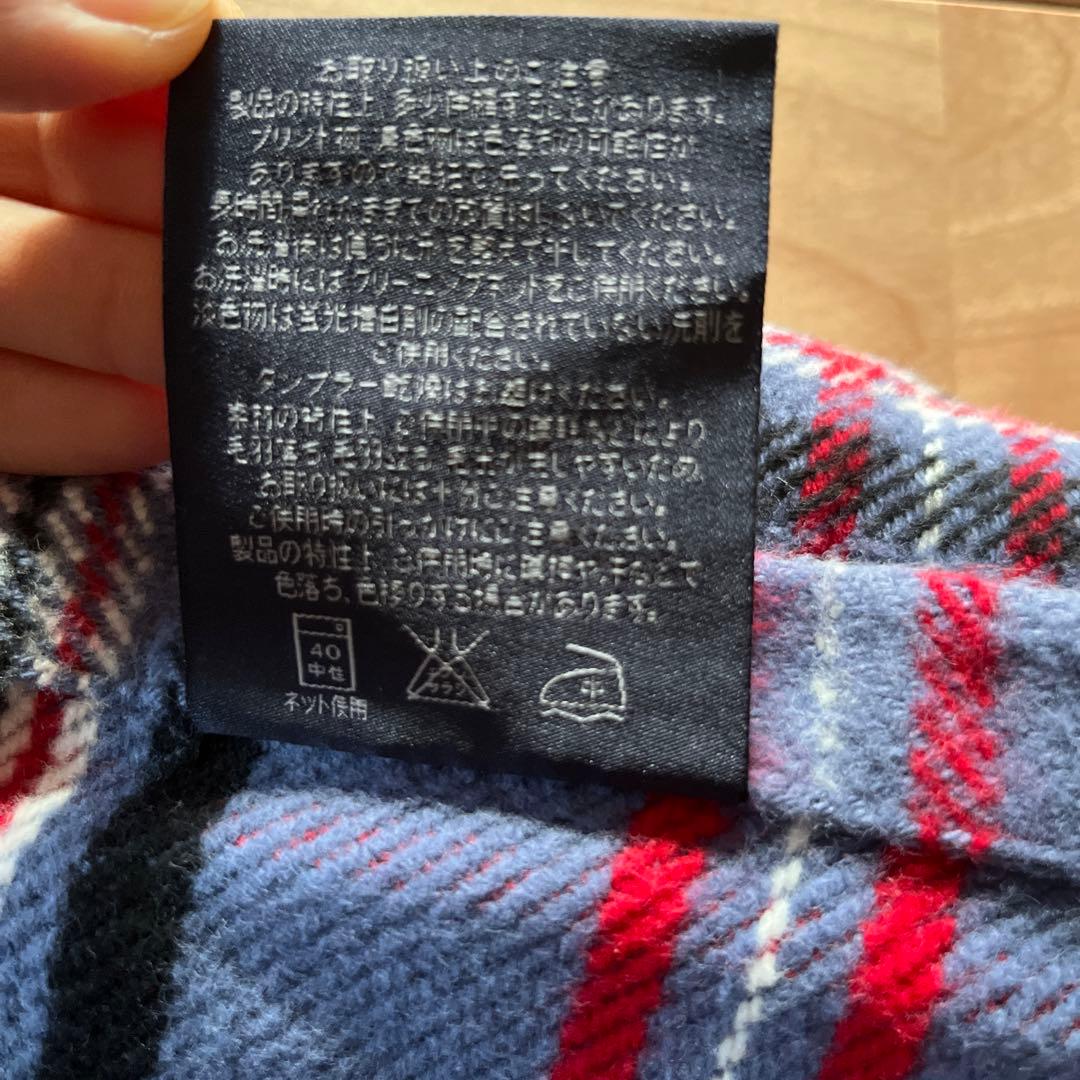 お取り扱い上のご注意
製品の特性上、多少伸縮することがあります。
プリント物、濃色物は色落ちの可能性が
ありますので単独で洗ってください。
長時間濡れたままでの放置はしないでください。
お洗濯後は直ちに形を整えて干してください。
お洗濯時にはクリーニングネットをご使用ください。
淡色物は蛍光増白剤の配合されていない洗剤を
ご使用ください。
タンブラー乾燥はお避けください。
素材の特性上、ご使用中の摩擦などにより
毛羽落ち、毛羽立ち、毛玉が生じやすいため、
お取り扱いには十分ご注意ください。
ご使用時の引っかけにご注意ください。
製品の特性上、ご使用時に摩擦や汗などで
色落ち、色移りする場合があります。
40
中性
エンソ
サラシ
中
ネット使用